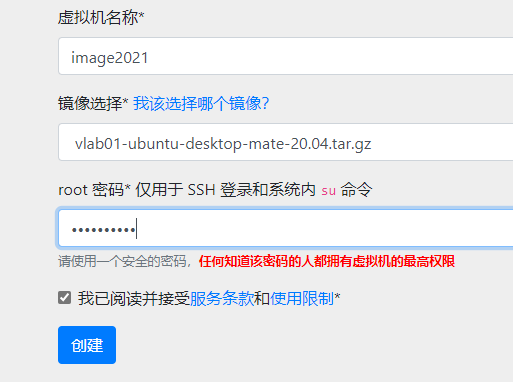 虚拟机名称*
image2021
镜像选择* 我该选择哪个镜像?
vlab01-ubuntu-desktop-mate-20.04.tar.gz
root 密码* 仅用于 SSH 登录和系统内 su 命令
••••••••••
请使用一个安全的密码，任何知道该密码的人都拥有虚拟机的最高权限
我已阅读并接受服务条款和使用限制*
创建